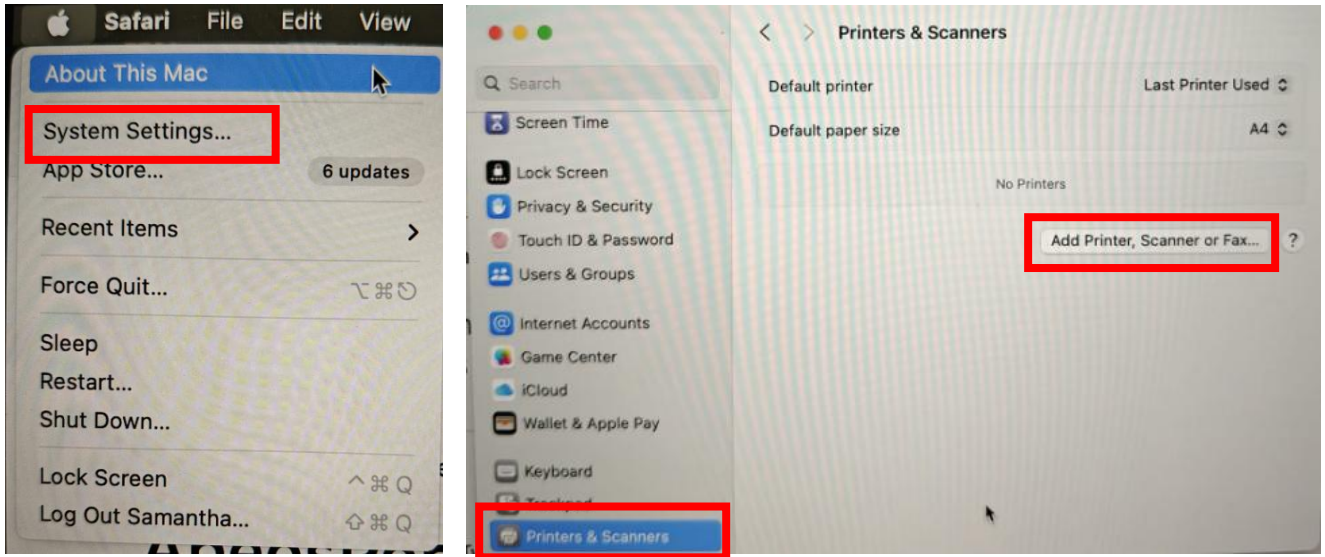 Safari File Edit View
About This Mac
System Settings...
App Store... 6 updates
Recent Items
Force Quit...
Sleep
Restart...
Shut Down...
Lock Screen ^⌘Q
Log Out Samantha... ⇧⌘Q
Search
Screen Time
Lock Screen
Privacy & Security
Touch ID & Password
Users & Groups
Internet Accounts
Game Center
iCloud
Wallet & Apple Pay
Keyboard
Trackpad
Printers & Scanners
Printers & Scanners
Default printer Last Printer Used
Default paper size A4
No Printers
Add Printer, Scanner or Fax... ?